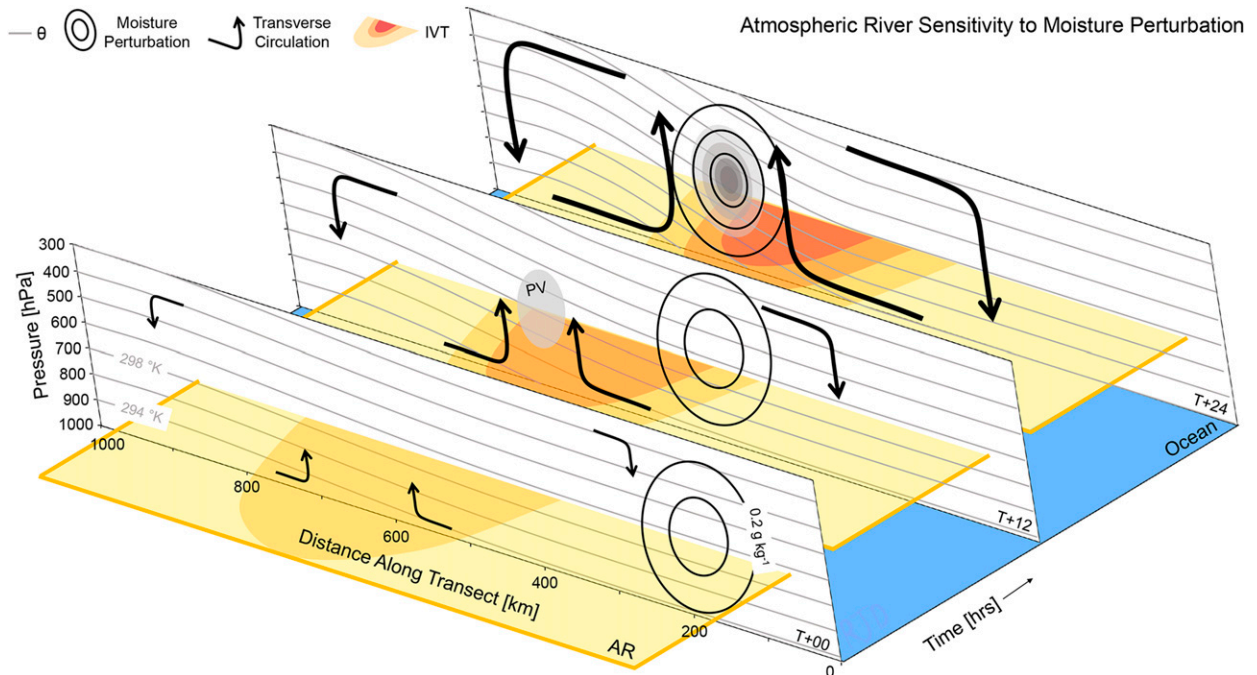 θ
Moisture
Perturbation
Transverse
Circulation
IVT
Atmospheric River Sensitivity to Moisture Perturbation
300
400
500
600
700
800
900
1000
Pressure [hPa]
298 °K
294 °K
PV
1000
800
600
400
200
0
Distance Along Transect [km]
AR
0.2 g kg⁻¹
T+00
T+12
T+24
Ocean
Time [hrs]